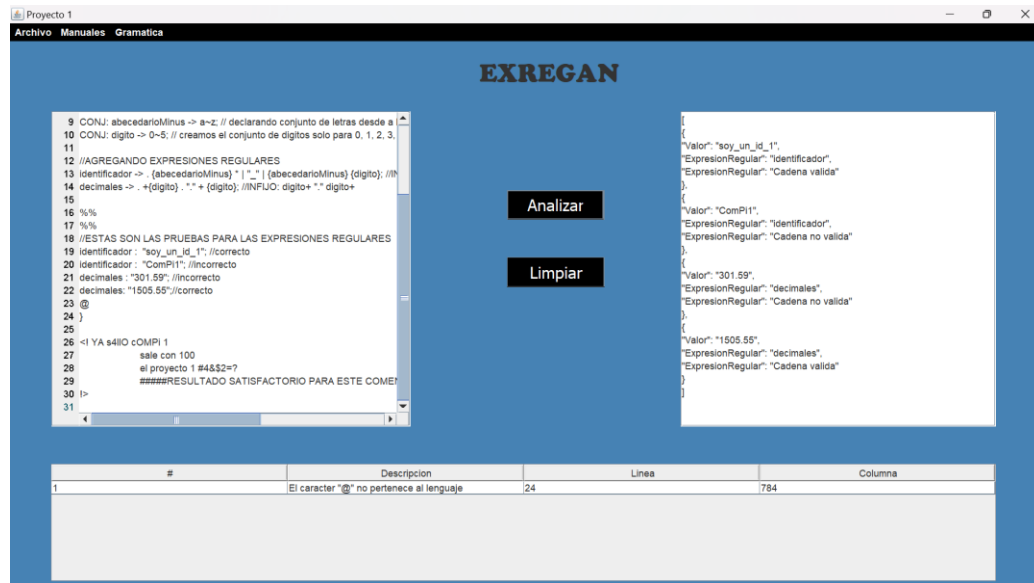 Proyecto 1
Archivo Manuales Gramatica
EXREGAN
9 CONJ: abecedarioMinus -> a~z; // declarando conjunto de letras desde a
10 CONJ: digito -> 0~5; // creamos el conjunto de digitos solo para 0, 1, 2, 3,
11
12 //AGREGANDO EXPRESIONES REGULARES
13 identificador -> . {abecedarioMinus} * | "_" | {abecedarioMinus} {digito};
14 decimales -> . +{digito} . "." + {digito}; //INFIJO: digito+ "." digito+
15
16 %%
17 %%
18 //ESTAS SON LAS PRUEBAS PARA LAS EXPRESIONES REGULARES
19 identificador : "soy_un_id_1"; //correcto
20 identificador : "ComPi1"; //incorrecto
21 decimales : "301.59"; //incorrecto
22 decimales: "1505.55";//correcto
23 @
24 }
25
26 <! YA s4llO cOMPI 1
27 sale con 100
28 el proyecto 1 #4&$2=?
29 #####RESULTADO SATISFACTORIO PARA ESTE
30 !>
31
Analizar
Limpiar
[
{
"Valor": "soy_un_id_1",
"ExpresionRegular": "identificador",
"ExpresionRegular": "Cadena valida"
},
{
"Valor": "ComPi1",
"ExpresionRegular": "identificador",
"ExpresionRegular": "Cadena no valida"
},
{
"Valor": "301.59",
"ExpresionRegular": "decimales",
"ExpresionRegular": "Cadena no valida"
},
{
"Valor": "1505.55",
"ExpresionRegular": "decimales",
"ExpresionRegular": "Cadena valida"
}
]
# Descripcion Linea Columna
1 El caracter "@" no pertenece al lenguaje 24 784